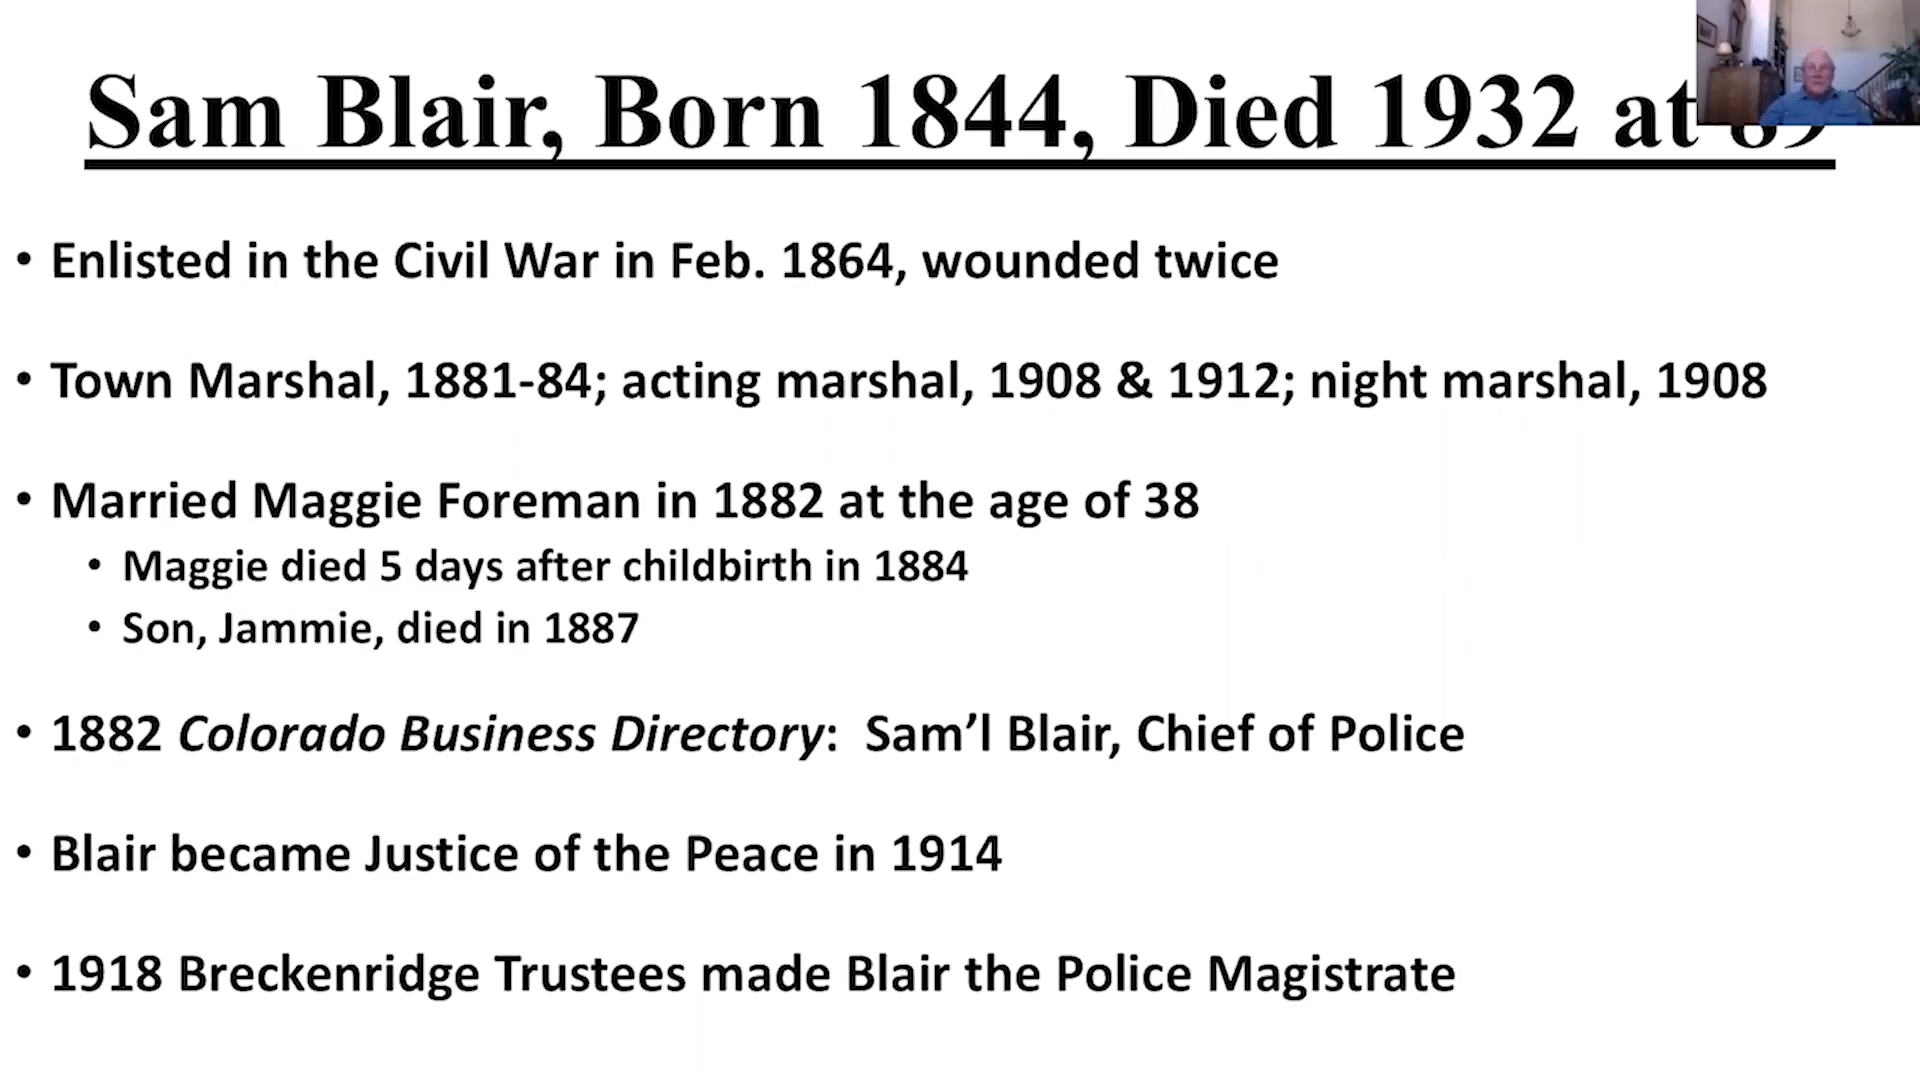 Sam Blair, Born 1844, Died 1932 at
• Enlisted in the Civil War in Feb. 1864, wounded twice
• Town Marshal, 1881-84; acting marshal, 1908 & 1912; night marshal, 1908
• Married Maggie Foreman in 1882 at the age of 38
• Maggie died 5 days after childbirth in 1884
• Son, Jammie, died in 1887
• 1882 Colorado Business Directory:  Sam’l Blair, Chief of Police
• Blair became Justice of the Peace in 1914
• 1918 Breckenridge Trustees made Blair the Police Magistrate